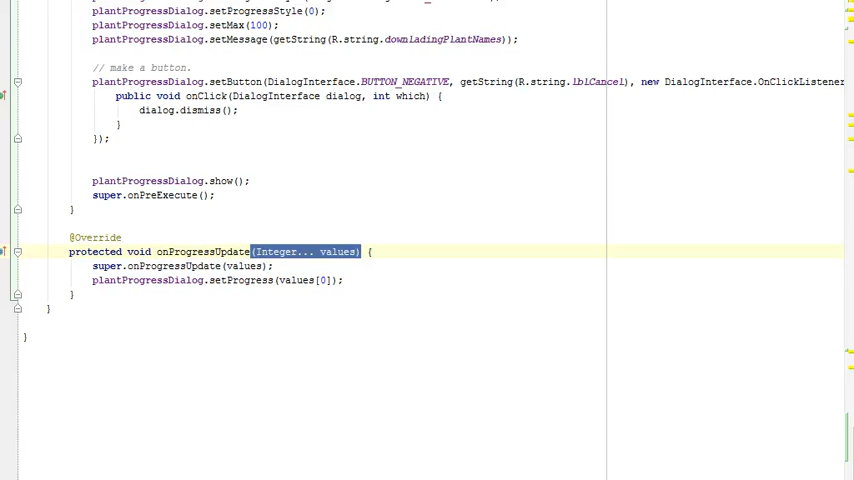 plantProgressDialog.setProgressStyle(0);
plantProgressDialog.setMax(100);
plantProgressDialog.setMessage(getString(R.string.downladingPlantNames));
// make a button.
plantProgressDialog.setButton(DialogInterface.BUTTON_NEGATIVE, getString(R.string.lblCancel), new DialogInterface.OnClickListener
public void onClick(DialogInterface dialog, int which) {
dialog.dismiss();
}
});
plantProgressDialog.show();
super.onPreExecute();
}
@Override
protected void onProgressUpdate(Integer... values) {
super.onProgressUpdate(values);
plantProgressDialog.setProgress(values[0]);
}
}
}